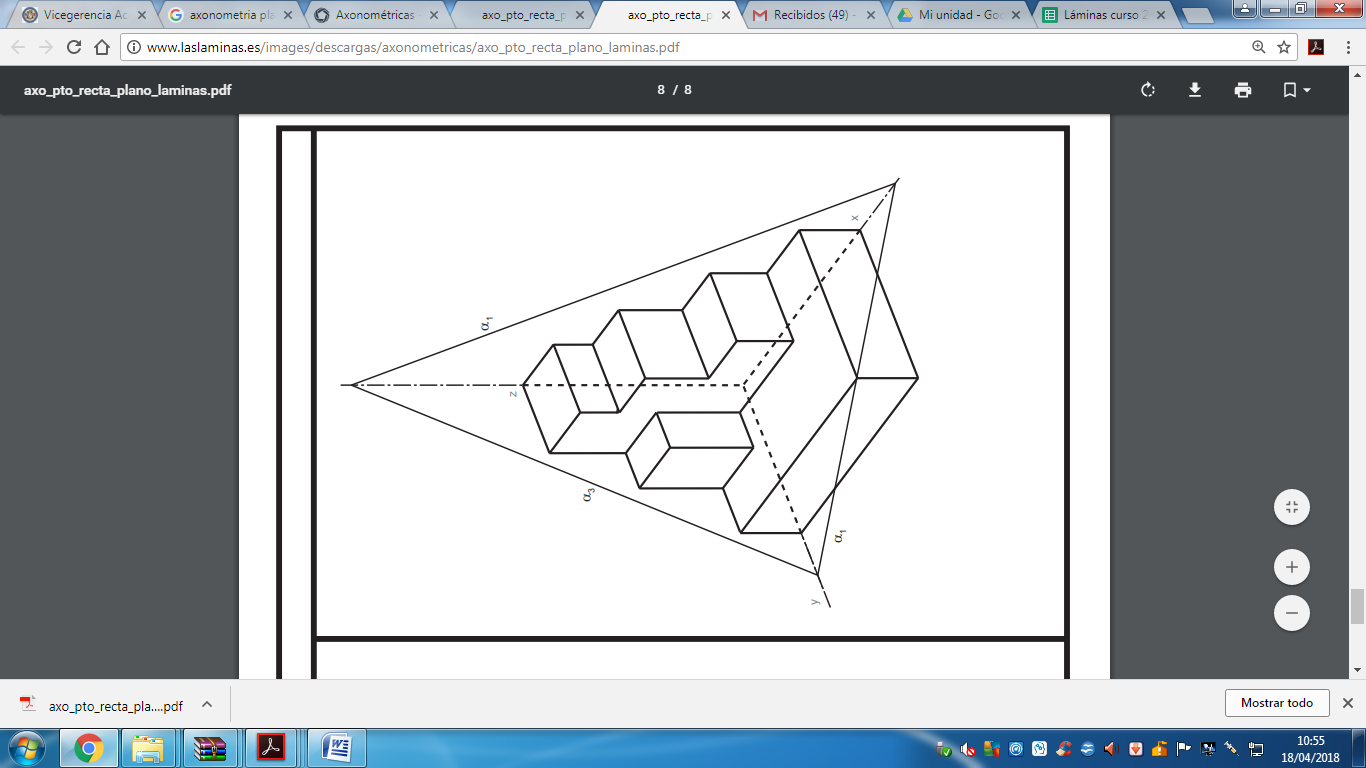 Vicegerencia Ac
axonometria pla
Axonométricas
axo_pto_recta_p
axo_pto_recta_p
Recibidos (49) -
Mi unidad - Goo
Láminas curso 2
www.laslaminas.es/images/descargas/axonometricas/axo_pto_recta_plano_laminas.pdf
axo_pto_recta_plano_laminas.pdf
8 / 8
x
α1
z
α3
α1
y
axo_pto_recta_pla....pdf
Mostrar todo
10:55
18/04/2018